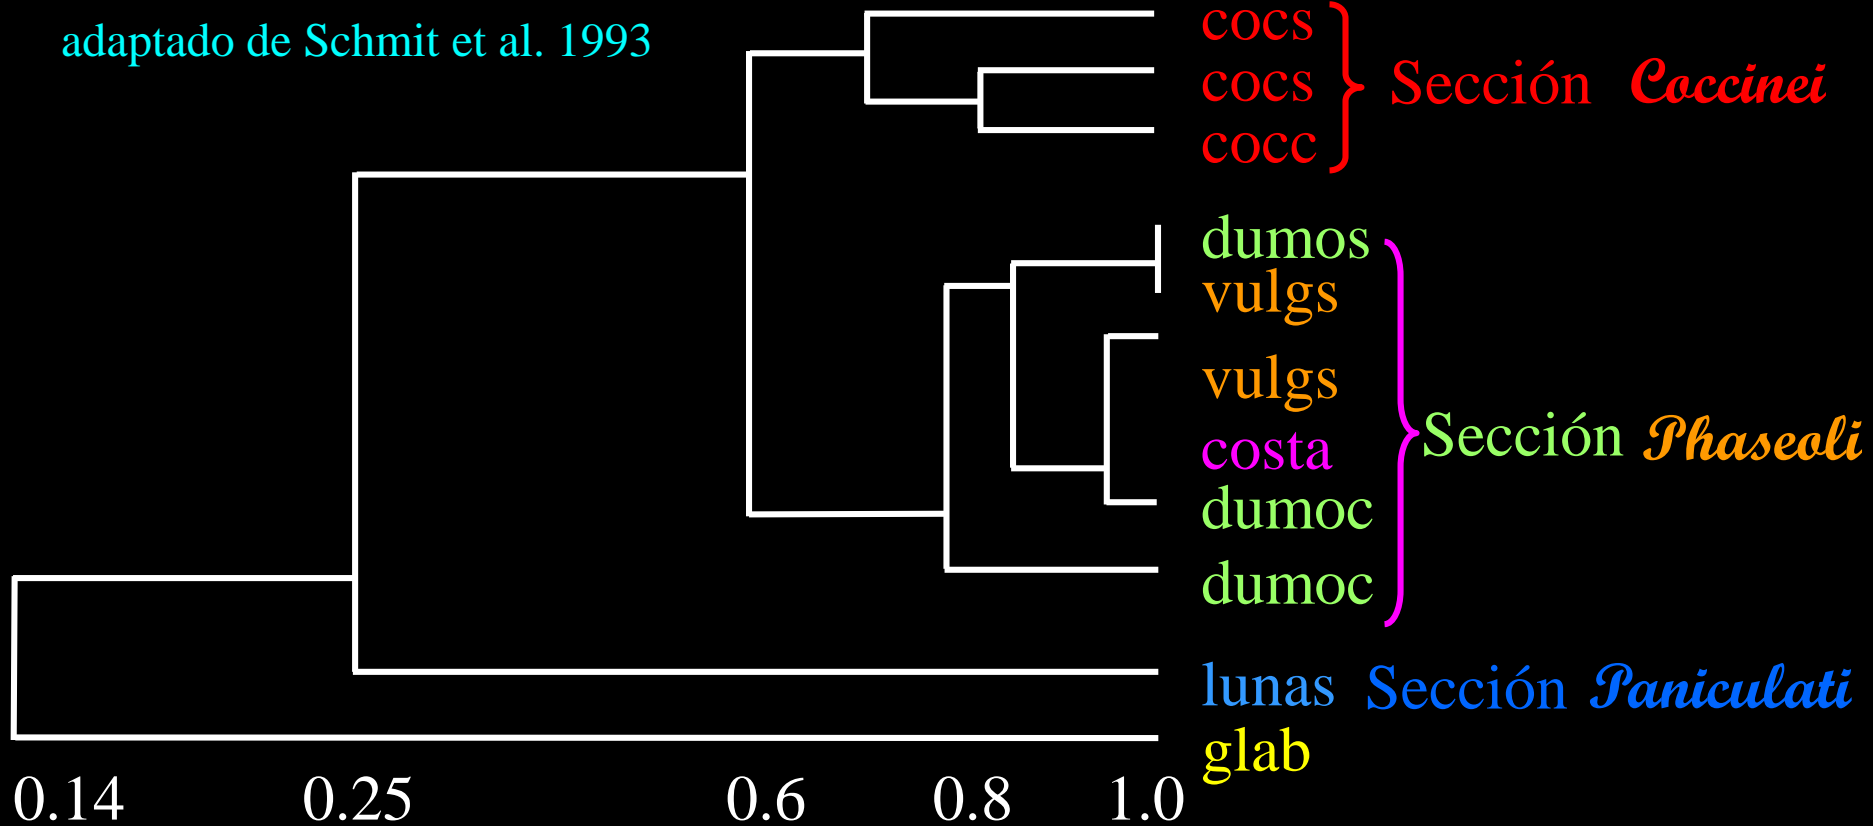 adaptado de Schmit et al. 1993
cocs
cocs
cocc
Sección Coccinei
dumos
vulgs
vulgs
costa
dumoc
dumoc
Sección Phaseoli
lunas Sección Paniculati
glab
0.14 0.25 0.6 0.8 1.0